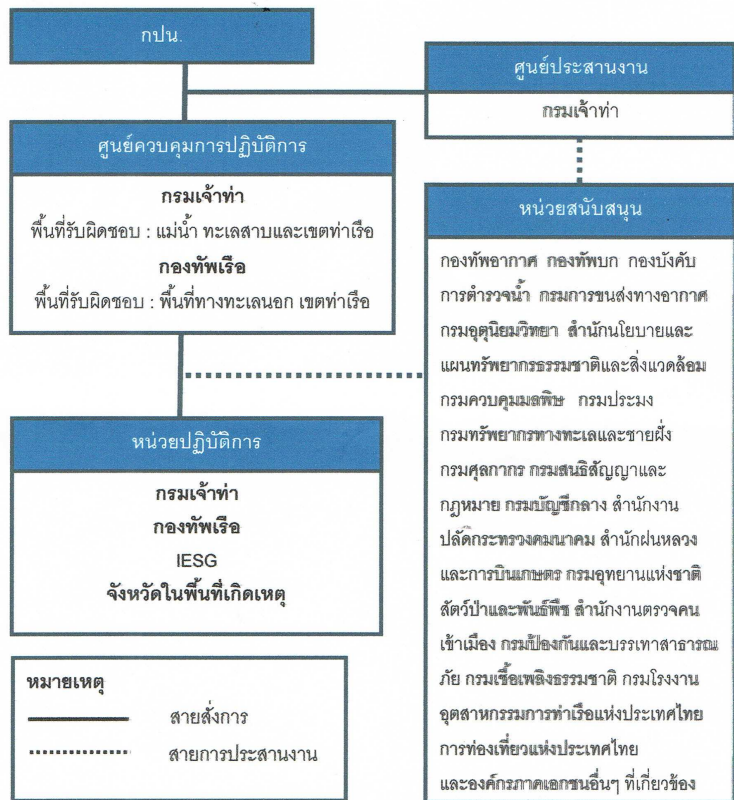 กปน.
ศูนย์ประสานงาน
กรมเจ้าท่า
ศูนย์ควบคุมการปฏิบัติการ
กรมเจ้าท่า
พื้นที่รับผิดชอบ : แม่น้ำ ทะเลสาบและเขตท่าเรือ
กองทัพเรือ
พื้นที่รับผิดชอบ : พื้นที่ทางทะเลนอก เขตท่าเรือ
หน่วยสนับสนุน
กองทัพอากาศ กองทัพบก กองบังคับ
การตำรวจน้ำ กรมการขนส่งทางอากาศ
กรมอุตุนิยมวิทยา สำนักนโยบายและ
แผนทรัพยากรธรรมชาติและสิ่งแวดล้อม
กรมควบคุมมลพิษ กรมประมง
กรมทรัพยากรทางทะเลและชายฝั่ง
กรมศุลกากร กรมสนธิสัญญาและ
กฎหมาย กรมบัญชีกลาง สำนักงาน
ปลัดกระทรวงคมนาคม สำนักฝนหลวง
และการบินเกษตร กรมอุทยานแห่งชาติ
สัตว์ป่าและพันธ์พืช สำนักงานตรวจคน
เข้าเมือง กรมป้องกันและบรรเทาสาธารณ
ภัย กรมเชื้อเพลิงธรรมชาติ กรมโรงงาน
อุตสาหกรรมการท่าเรือแห่งประเทศไทย
การท่องเที่ยวแห่งประเทศไทย
และองค์กรภาคเอกชนอื่นๆ ที่เกี่ยวข้อง
หน่วยปฏิบัติการ
กรมเจ้าท่า
กองทัพเรือ
IESG
จังหวัดในพื้นที่เกิดเหตุ
หมายเหตุ
สายสั่งการ
สายการประสานงาน